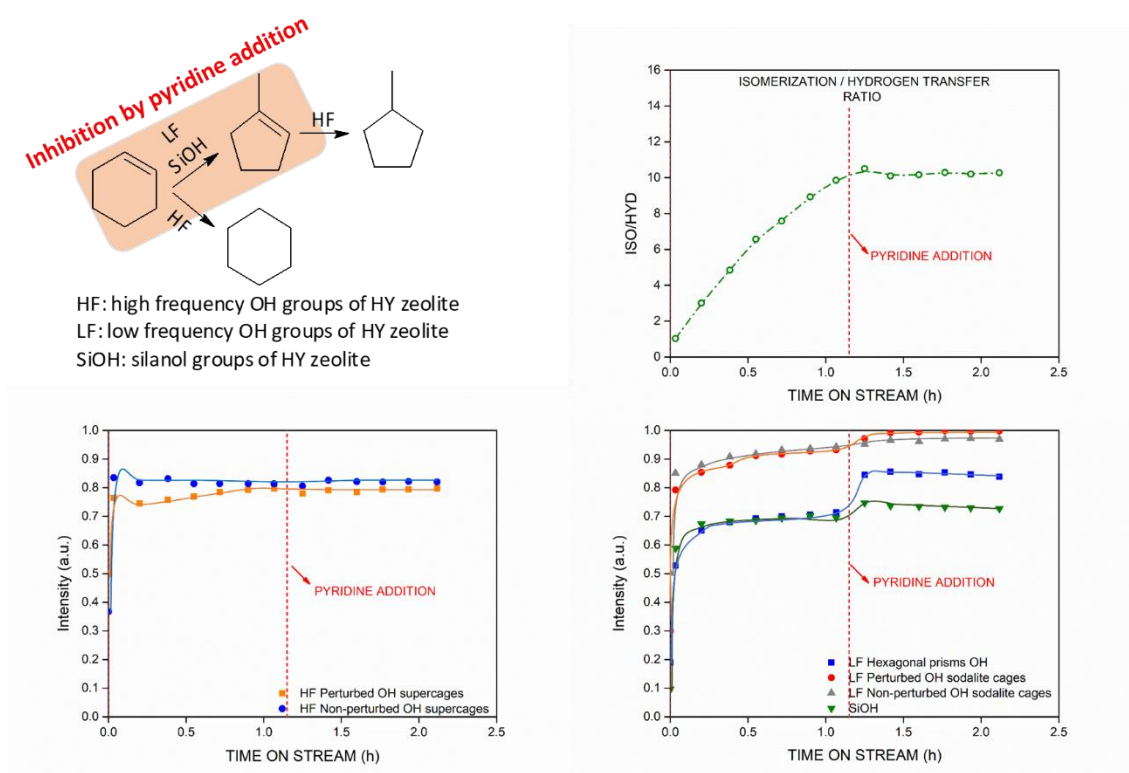 Inhibition by pyridine addition
LF
SiOH
HF
HF
HF: high frequency OH groups of HY zeolite
LF: low frequency OH groups of HY zeolite
SiOH: silanol groups of HY zeolite
ISOMERIZATION / HYDROGEN TRANSFER
RATIO
ISO/HYD
16
14
12
10
8
6
4
2
0
PYRIDINE ADDITION
0.0 0.5 1.0 1.5 2.0 2.5
TIME ON STREAM (h)
Intensity (a.u.)
1.0
0.9
0.8
0.7
0.6
0.5
0.4
0.3
0.2
0.1
0.0
PYRIDINE ADDITION
HF Perturbed OH supercages
HF Non-perturbed OH supercages
0.0 0.5 1.0 1.5 2.0 2.5
TIME ON STREAM (h)
Intensity (a.u.)
1.0
0.9
0.8
0.7
0.6
0.5
0.4
0.3
0.2
0.1
0.0
PYRIDINE ADDITION
LF Hexagonal prisms OH
LF Perturbed OH sodalite cages
LF Non-perturbed OH sodalite cages
SiOH
0.0 0.5 1.0 1.5 2.0 2.5
TIME ON STREAM (h)